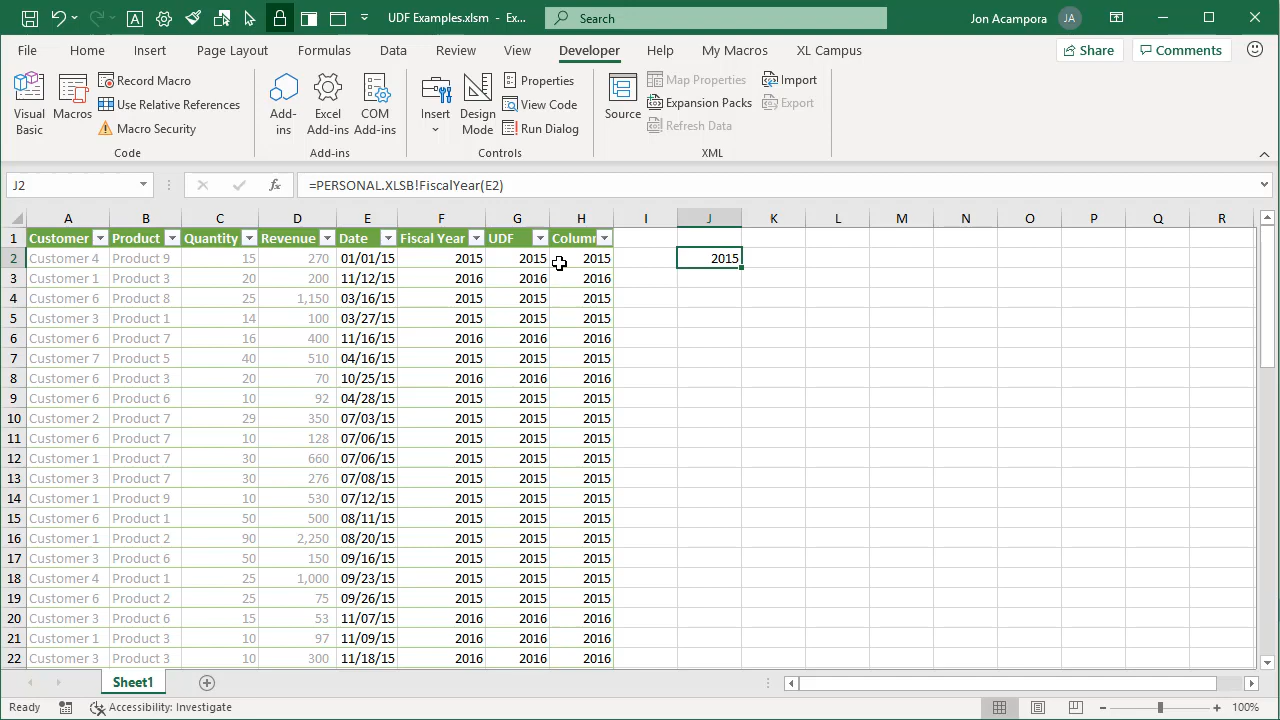 UDF Examples.xlsm - Ex...
Search
Jon Acampora
JA
File Home Insert Page Layout Formulas Data Review View Developer Help My Macros XL Campus
Share
Comments
Visual Basic
Macros
Record Macro
Use Relative References
Macro Security
Code
Add-ins
Excel Add-ins
COM Add-ins
Add-ins
Insert
Design Mode
Properties
View Code
Run Dialog
Controls
Source
Map Properties
Expansion Packs
Refresh Data
Import
Export
XML
J2
fx
=PERSONAL.XLSB!FiscalYear(E2)
A B C D E F G H I J K L M N O P Q R
1 Customer Product Quantity Revenue Date Fiscal Year UDF Colum
2 Customer 4 Product 9 15 270 01/01/15 2015 2015 2015 2015
3 Customer 1 Product 3 20 200 11/12/15 2016 2016 2016
4 Customer 6 Product 8 25 1,150 03/16/15 2015 2015 2015
5 Customer 3 Product 1 14 100 03/27/15 2015 2015 2015
6 Customer 6 Product 7 16 400 11/16/15 2016 2016 2016
7 Customer 7 Product 5 40 510 04/16/15 2015 2015 2015
8 Customer 6 Product 3 20 70 10/25/15 2016 2016 2016
9 Customer 6 Product 6 10 92 04/28/15 2015 2015 2015
10 Customer 2 Product 7 29 350 07/03/15 2015 2015 2015
11 Customer 6 Product 7 10 128 07/06/15 2015 2015 2015
12 Customer 1 Product 7 30 660 07/06/15 2015 2015 2015
13 Customer 3 Product 7 30 276 07/08/15 2015 2015 2015
14 Customer 1 Product 9 10 530 07/12/15 2015 2015 2015
15 Customer 6 Product 1 50 500 08/11/15 2015 2015 2015
16 Customer 1 Product 2 90 2,250 08/20/15 2015 2015 2015
17 Customer 3 Product 6 50 150 09/16/15 2015 2015 2015
18 Customer 4 Product 1 25 1,000 09/23/15 2015 2015 2015
19 Customer 6 Product 2 25 75 09/26/15 2015 2015 2015
20 Customer 3 Product 6 15 53 11/07/15 2016 2016 2016
21 Customer 1 Product 3 10 97 11/09/15 2016 2016 2016
22 Customer 3 Product 3 10 300 11/18/15 2016 2016 2016
Sheet1
Ready
Accessibility: Investigate
100%